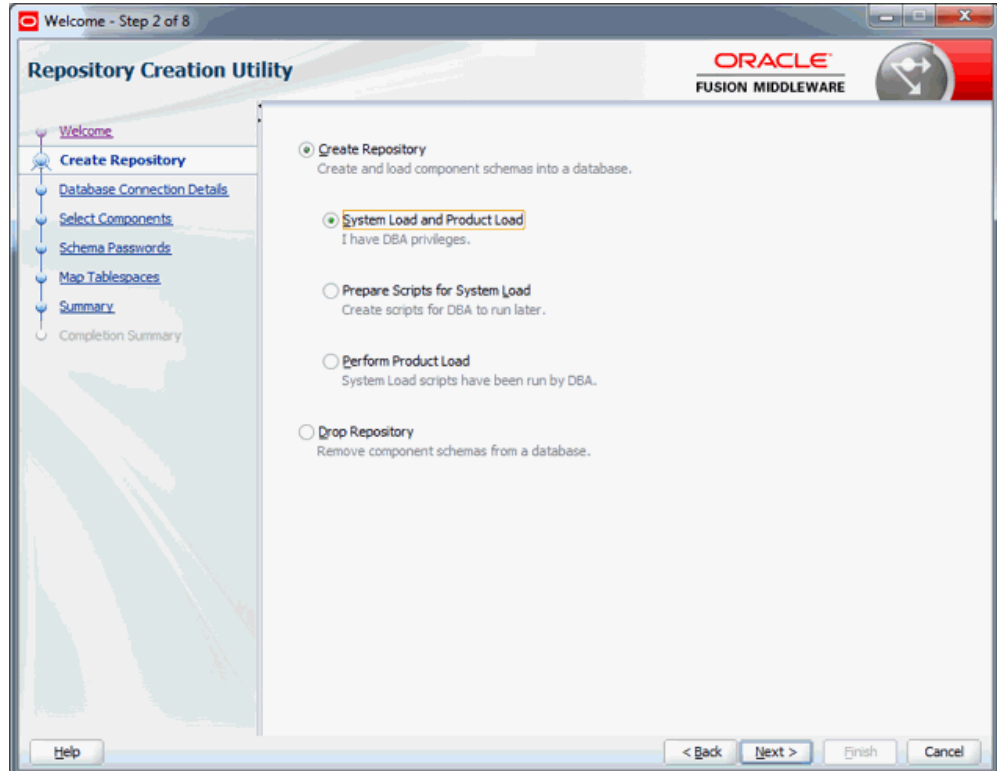 Welcome - Step 2 of 8
Repository Creation Utility
ORACLE
FUSION MIDDLEWARE
Welcome
Create Repository
Database Connection Details
Select Components
Schema Passwords
Map Tablespaces
Summary
Completion Summary
Create Repository
Create and load component schemas into a database.
System Load and Product Load
I have DBA privileges.
Prepare Scripts for System Load
Create scripts for DBA to run later.
Perform Product Load
System Load scripts have been run by DBA.
Drop Repository
Remove component schemas from a database.
Help
< Back
Next >
Finish
Cancel